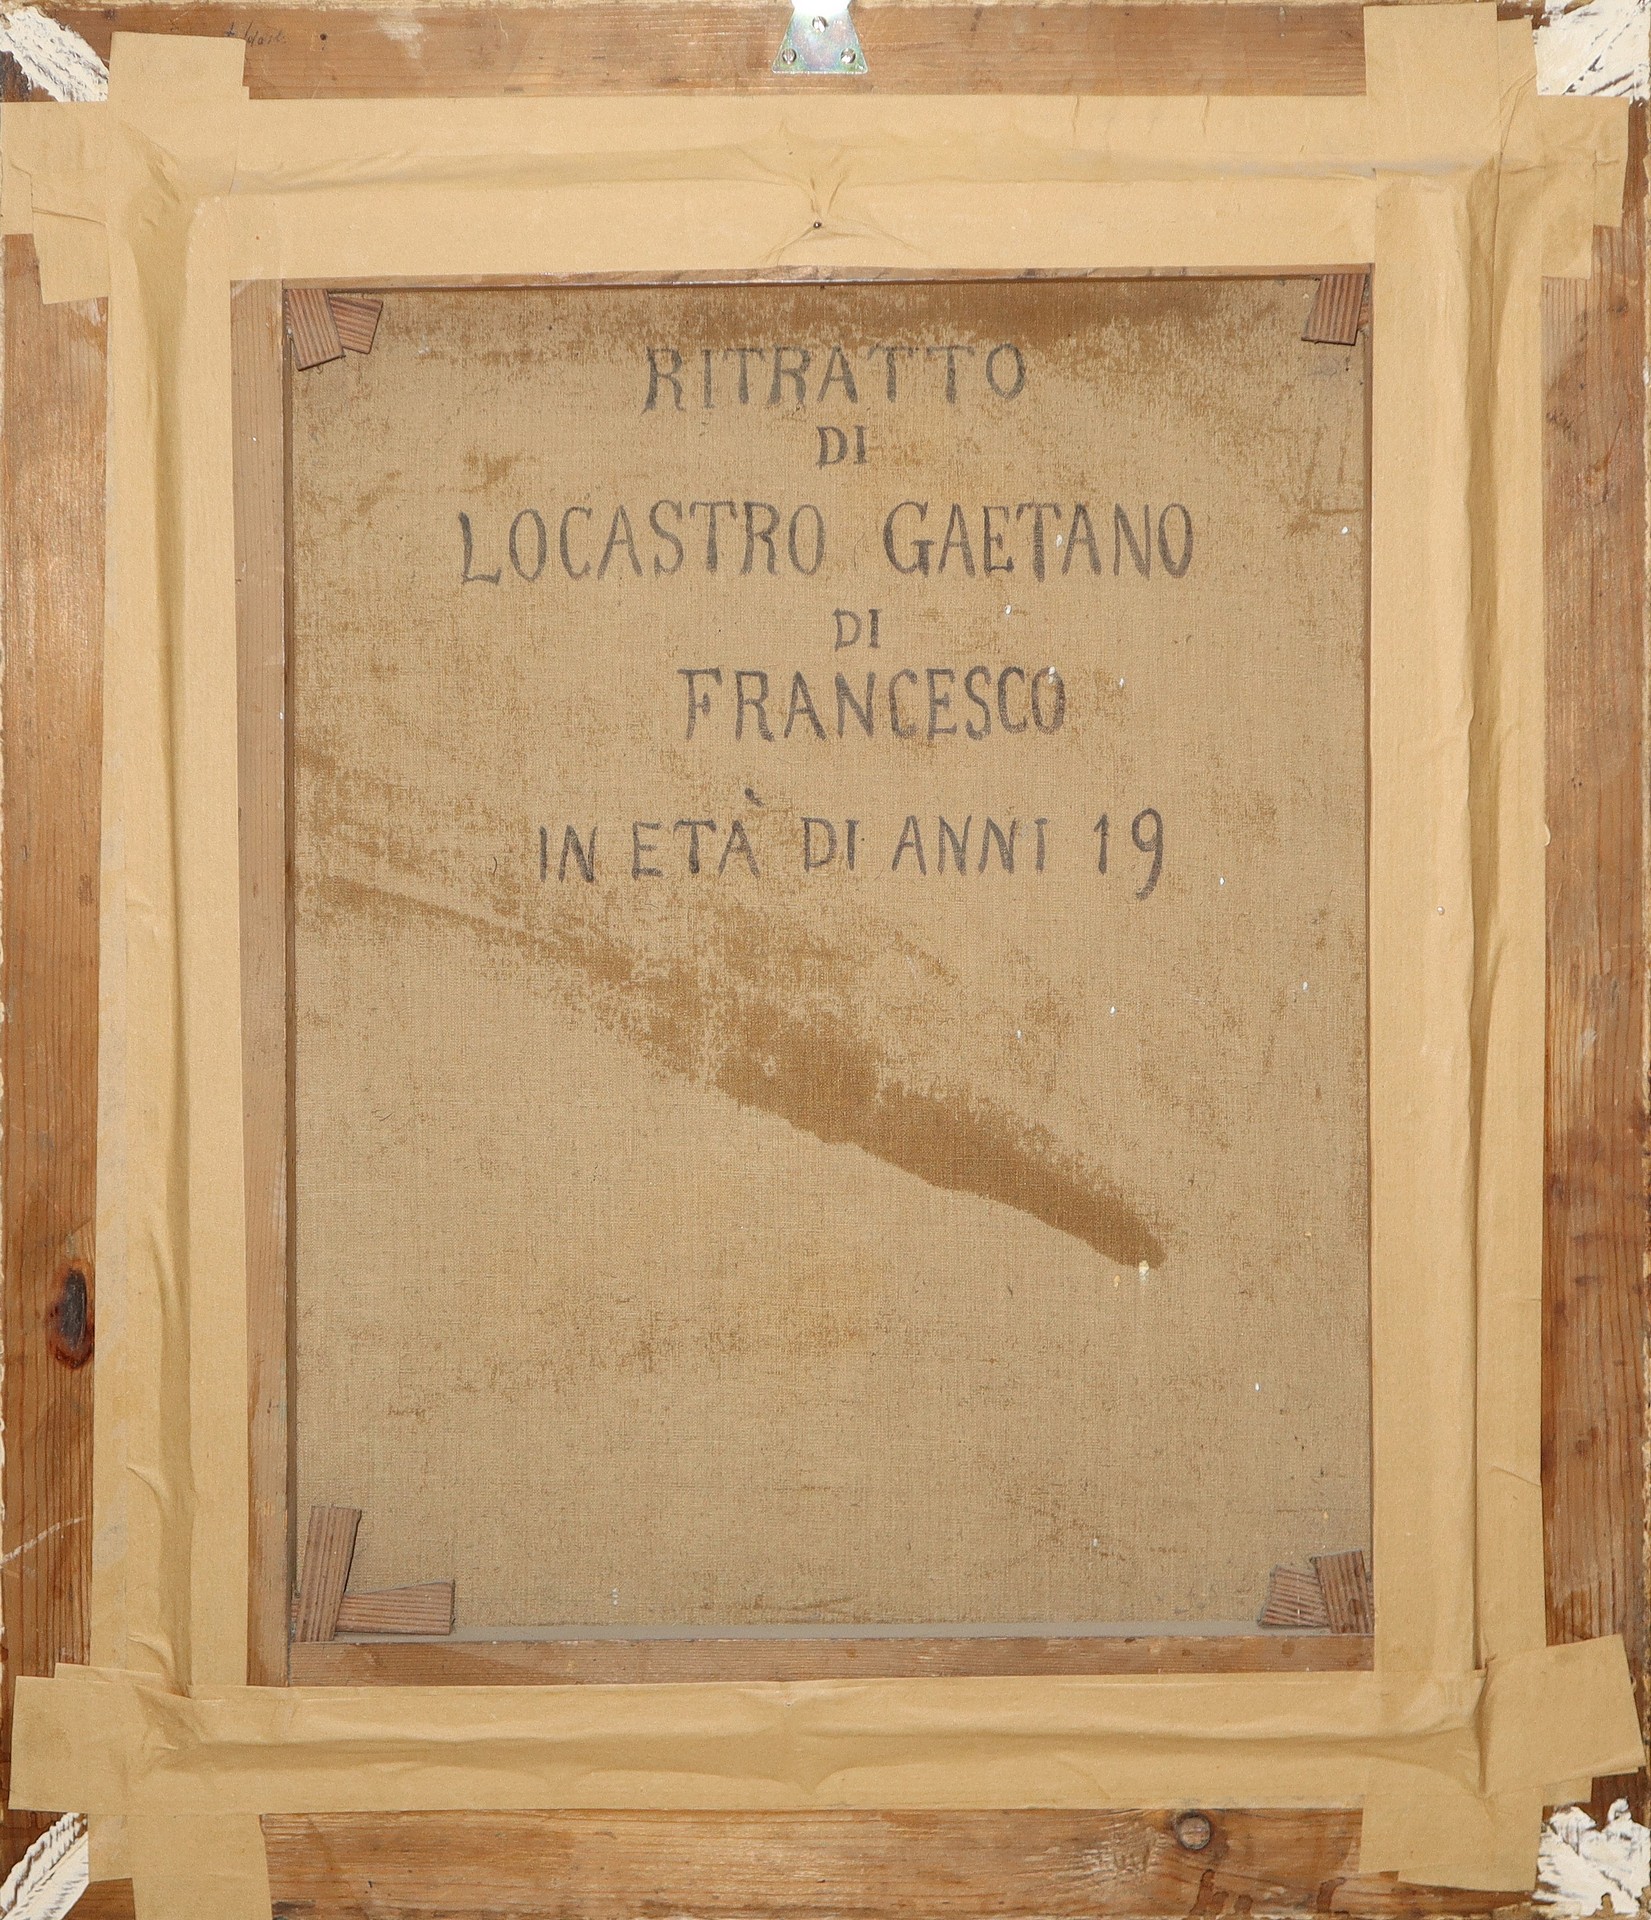 RITRATTO
DI
LOCASTRO GAETANO
DI
FRANCESCO
IN ETÀ DI ANNI 19